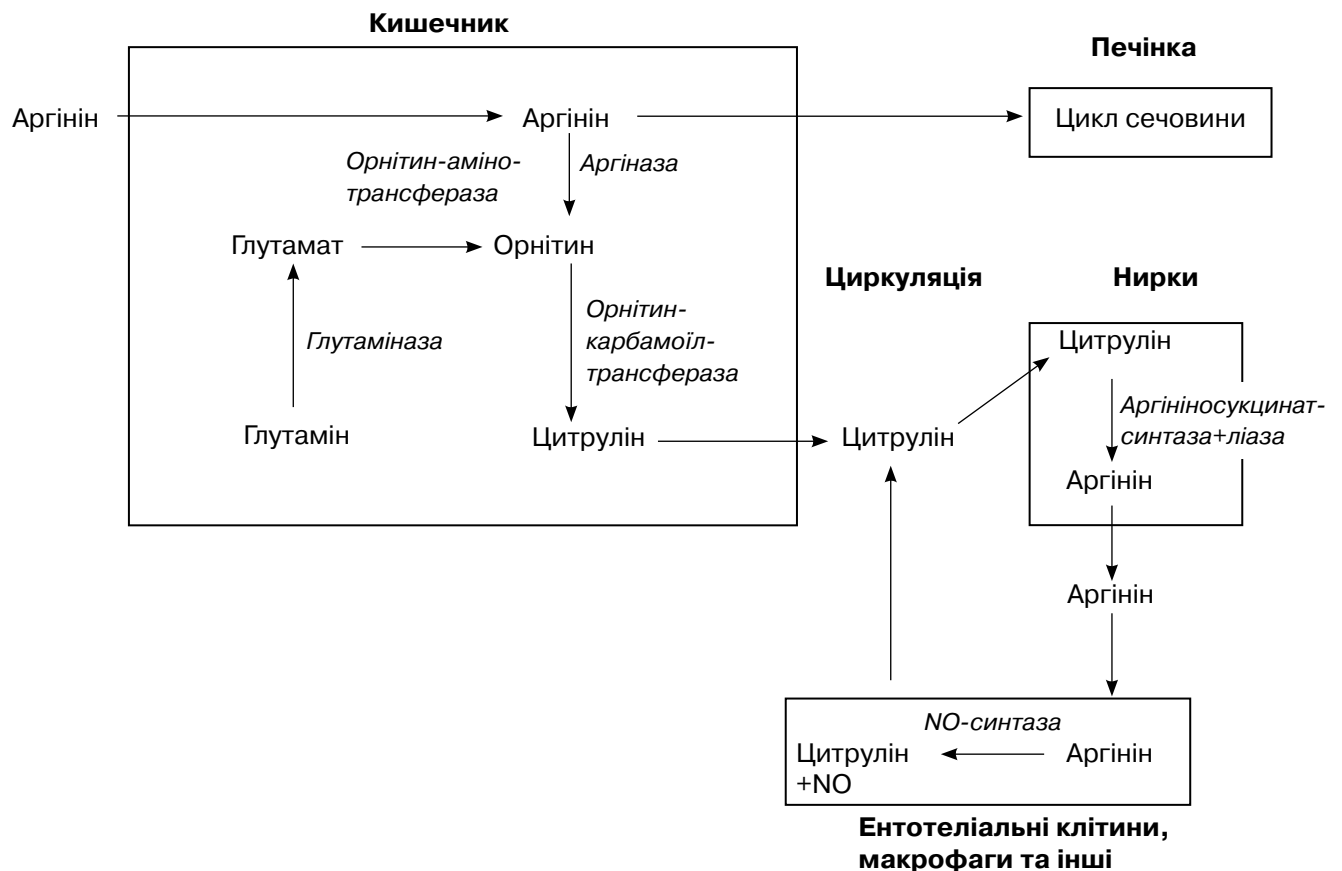 Кишечник
Печінка
Аргінін
Аргінін
Цикл сечовини
Орнітин-аміно-
трансфераза
Аргіназа
Глутамат
Орнітин
Циркуляція
Нирки
Глутаміназа
Орнітин-
карбамоїл-
трансфераза
Цитрулін
Аргініносукцинат-
синтаза+ліаза
Глутамін
Цитрулін
Цитрулін
Аргінін
Аргінін
NO-синтаза
Цитрулін
+NO
Аргінін
Ентотеліальні клітини,
макрофаги та інші